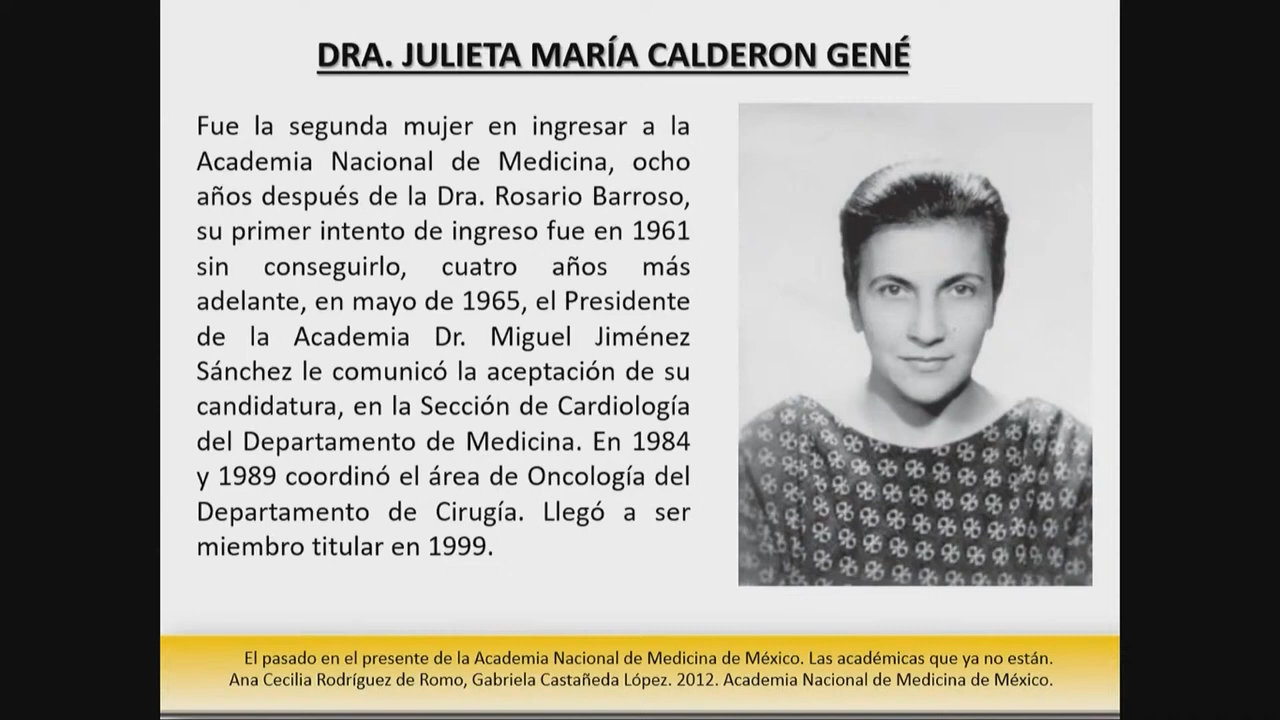 DRA. JULIETA MARÍA CALDERON GENÉ
Fue la segunda mujer en ingresar a la
Academia Nacional de Medicina, ocho
años después de la Dra. Rosario Barroso,
su primer intento de ingreso fue en 1961
sin conseguirlo, cuatro años más
adelante, en mayo de 1965, el Presidente
de la Academia Dr. Miguel Jiménez
Sánchez le comunicó la aceptación de su
candidatura, en la Sección de Cardiología
del Departamento de Medicina. En 1984
y 1989 coordinó el área de Oncología del
Departamento de Cirugía. Llegó a ser
miembro titular en 1999.
El pasado en el presente de la Academia Nacional de Medicina de México. Las académicas que ya no están.
Ana Cecilia Rodríguez de Romo, Gabriela Castañeda López. 2012. Academia Nacional de Medicina de México.